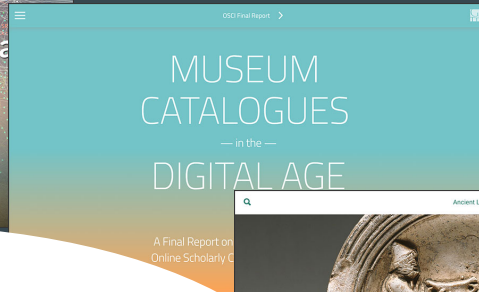 OSCI Final Report
MUSEUM
CATALOGUES
— in the —
DIGITAL AGE
A Final Report on
Online Scholarly C
Ancient L